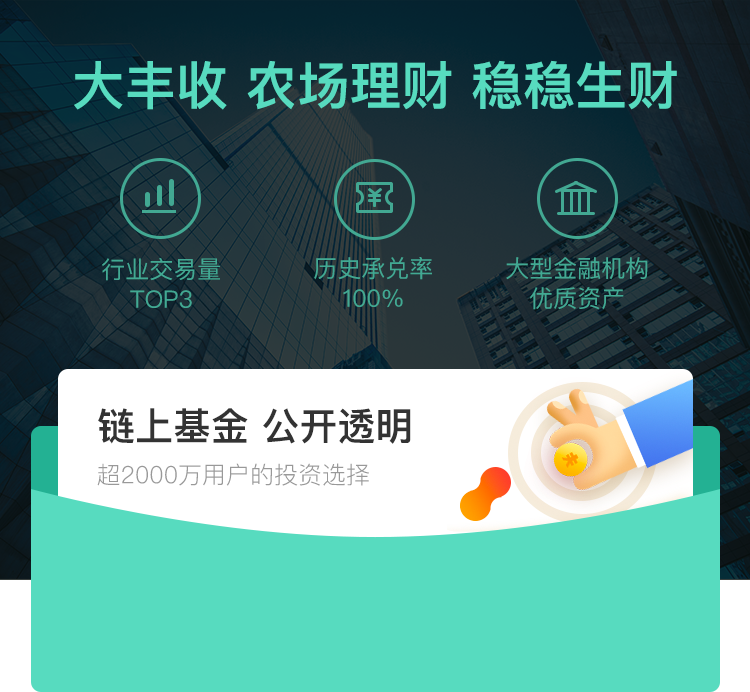 大丰收 农场理财 稳稳生财
行业交易量
TOP3
历史承兑率
100%
大型金融机构
优质资产
链上基金 公开透明
超2000万用户的投资选择